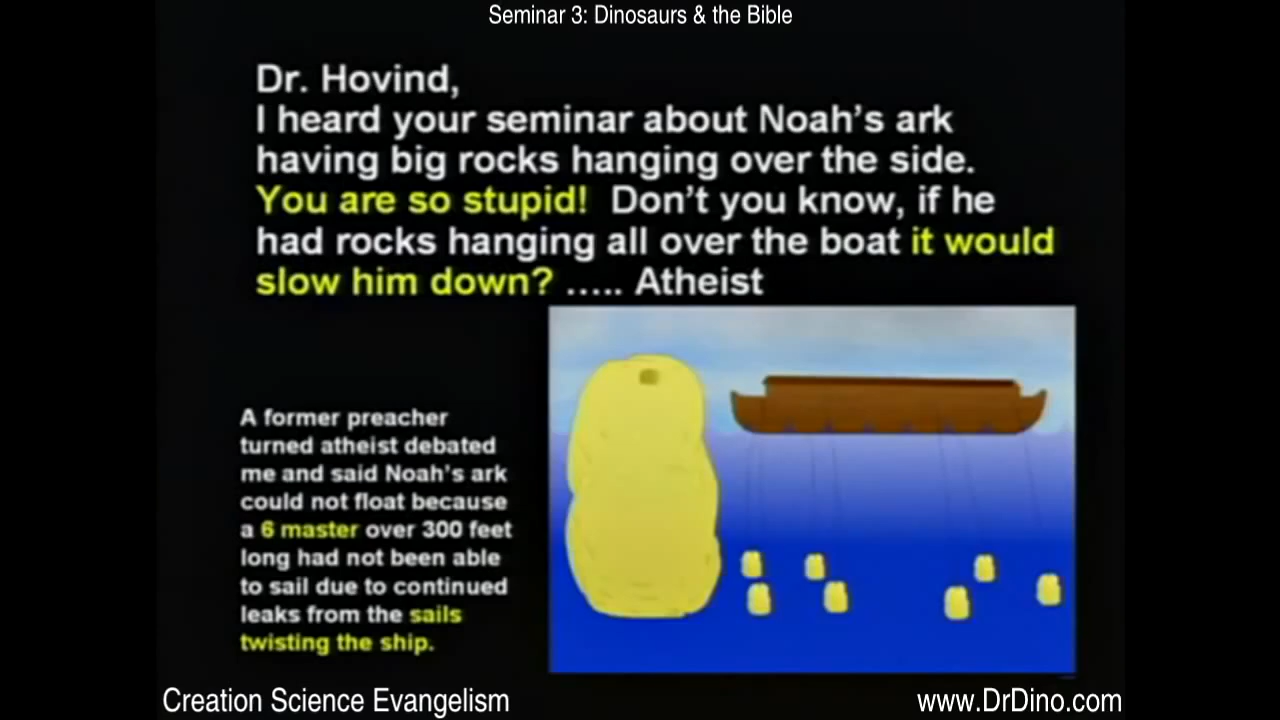 Seminar 3: Dinosaurs & the Bible
Dr. Hovind,
I heard your seminar about Noah's ark
having big rocks hanging over the side.
You are so stupid! Don't you know, if he
had rocks hanging all over the boat it would
slow him down? ..... Atheist
A former preacher
turned atheist debated
me and said Noah's ark
could not float because
a 6 master over 300 feet
long had not been able
to sail due to continued
leaks from the sails
twisting the ship.
Creation Science Evangelism
www.DrDino.com